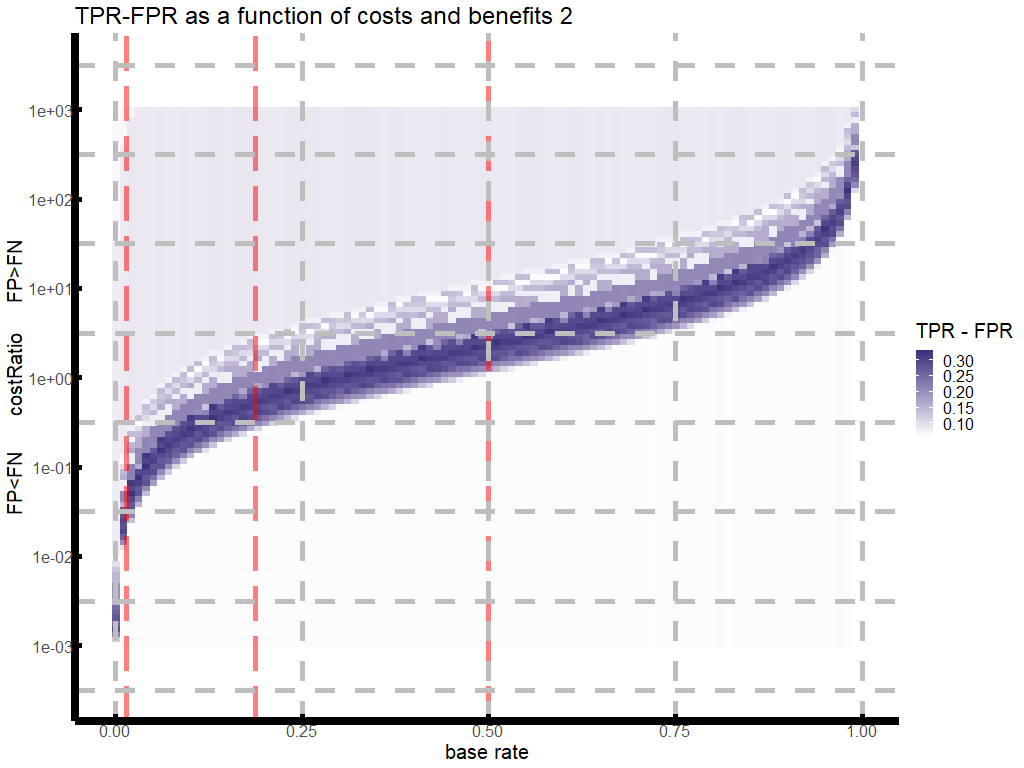 TPR-FPR as a function of costs and benefits 2
1e+03
1e+02
1e+01
1e+00
1e-01
1e-02
1e-03
FP<FN costRatio FP>FN
0.00 0.25 0.50 0.75 1.00
base rate
TPR - FPR
0.30
0.25
0.20
0.15
0.10